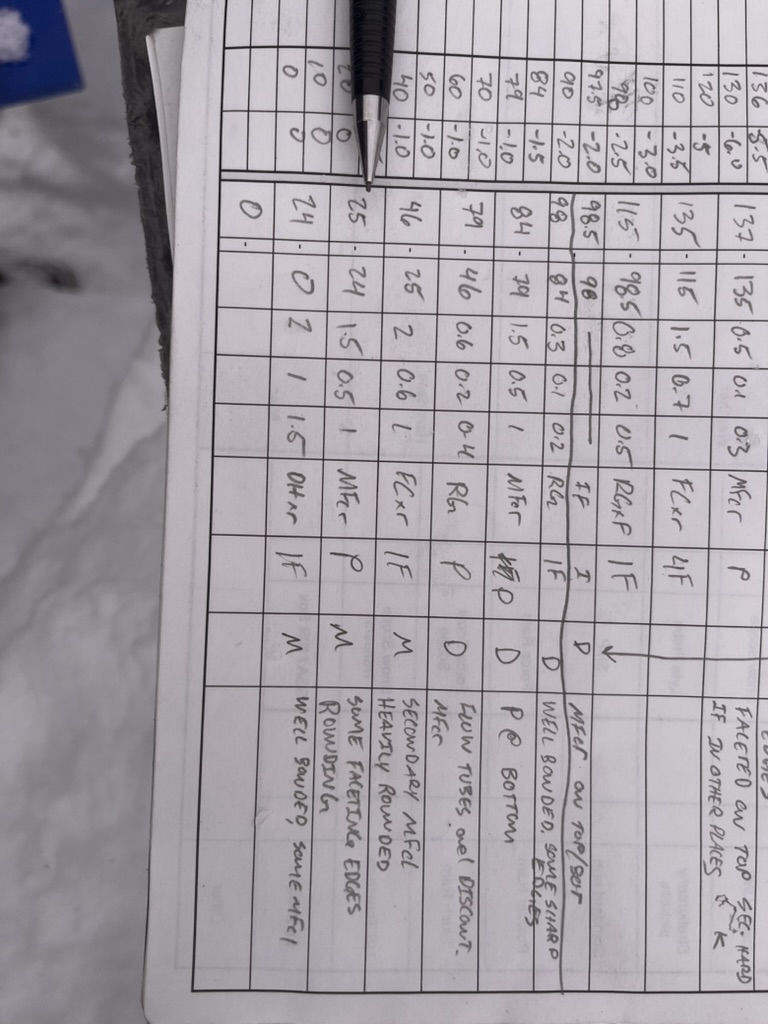 136 -5.5 EDGES
130 -6.0 137 - 135 0.5 0.1 0.3 MFcr P FACETED ON TOP SEC. HARD
IF IN OTHER PLACES K
120 -5
110 -3.5 135 - 115 1.5 0.7 1 FCxr 4F
100 -3.0
-2.5 115 - 98.5 0.8 0.2 0.5 RGxF 1F
97.5 -2.0 98.5 98 IF I D MFcr ON TOP/BOT
90 -2.0 98 84 0.3 0.1 0.2 RG 1F D WELL BONDED, SOME SHARP
EDGES
84 -1.5 84 - 79 1.5 0.5 1 MFcr P D P @ BOTTOM
79 -1.0
70 -1.0 79 - 46 0.6 0.2 0.4 RG P D FLOW TUBES and DISCONT.
MFcr
60 -1.0
50 -1.0
40 -1.0 46 - 25 2 0.6 1 FCxr 1F M SECONDARY MFcl
HEAVILY ROUNDED
20 0 25 - 24 1.5 0.5 1 MFcr P M SOME FACETING EDGES
ROUNDING
10 0
0 0 24 - 0 2 1 1.5 DHxr 1F M WELL BONDED, SOME MFcl
0 -